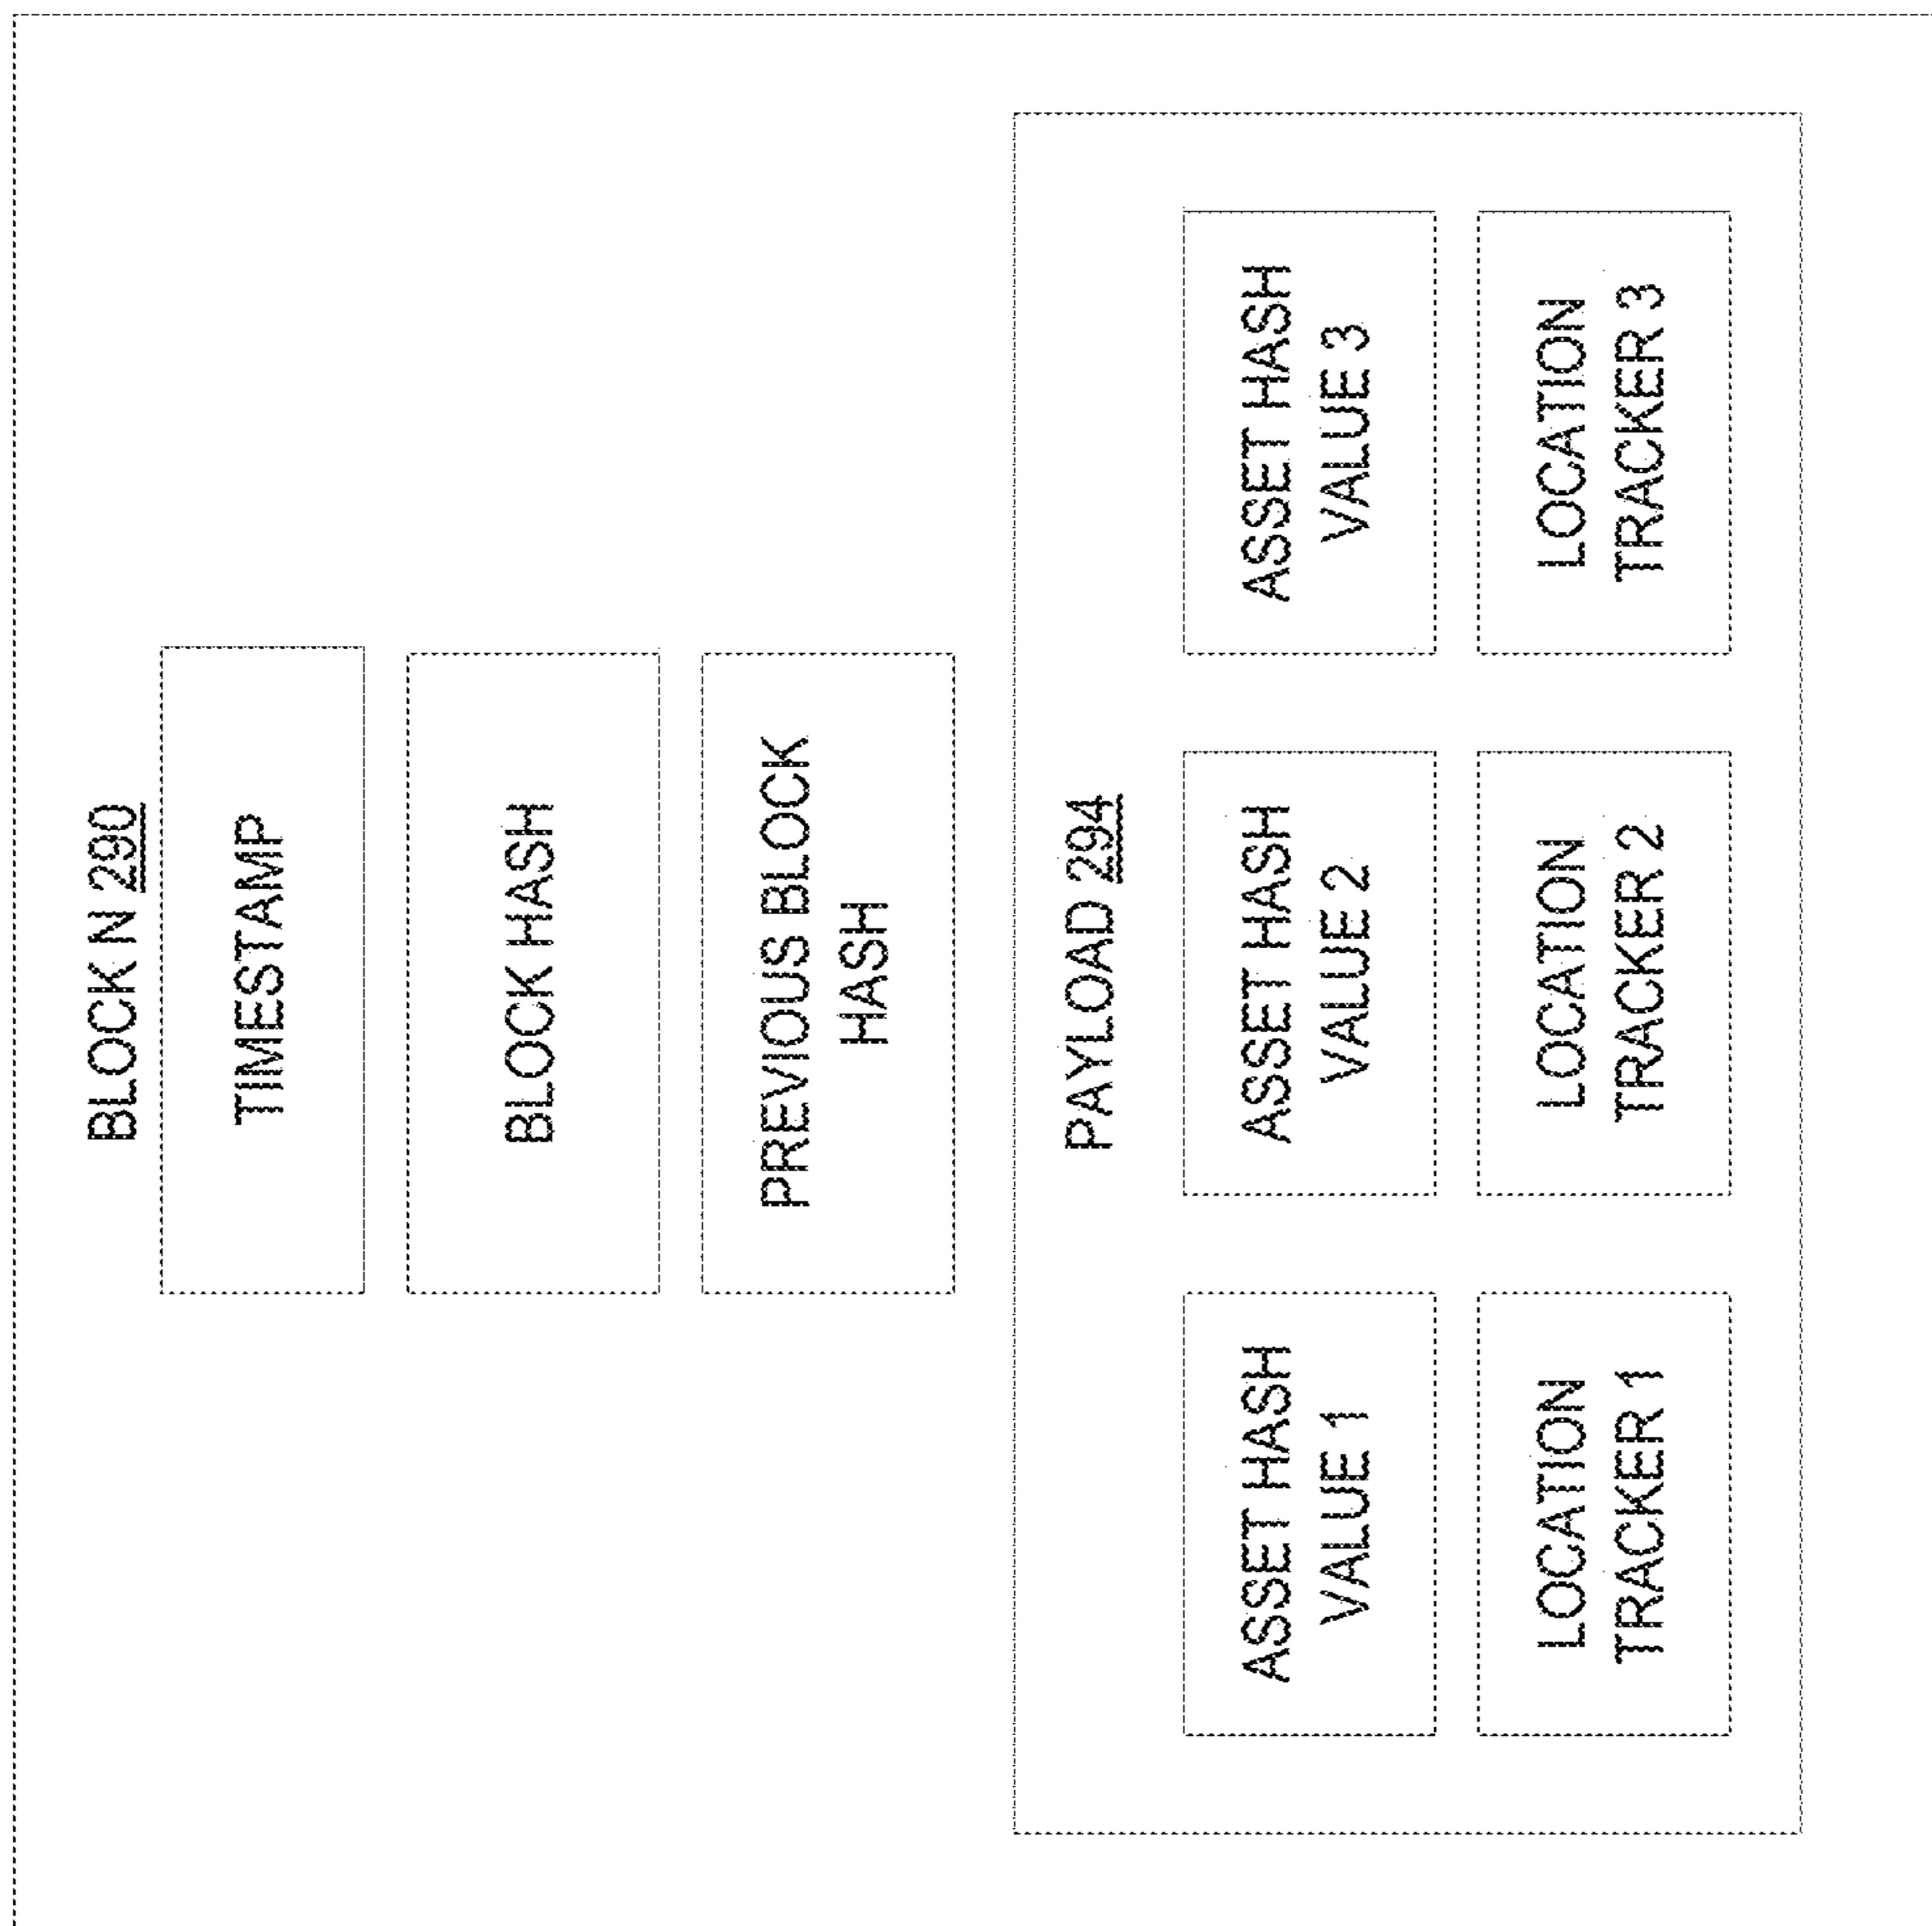 BLOCK N 290
TIMESTAMP
BLOCK HASH
PREVIOUS BLOCK
HASH
PAYLOAD 294
ASSET HASH
VALUE 1
ASSET HASH
VALUE 2
ASSET HASH
VALUE 3
LOCATION
TRACKER 1
LOCATION
TRACKER 2
LOCATION
TRACKER 3